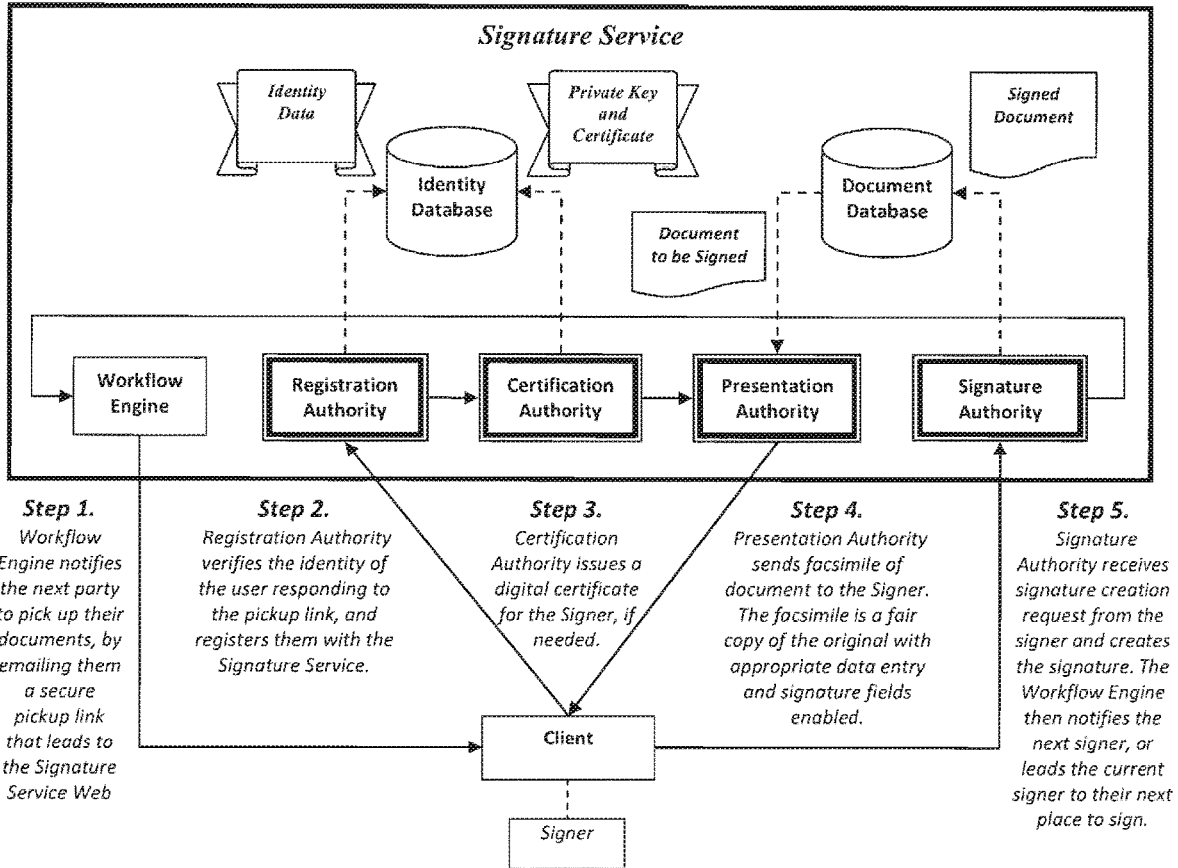 Signature Service
Identity
Data
Private Key
and
Certificate
Signed
Document
Identity
Database
Document
Database
Document
to be Signed
Workflow
Engine
Registration
Authority
Certification
Authority
Presentation
Authority
Signature
Authority
Step 1.
Workflow
Engine notifies
the next party
to pick up their
documents, by
emailing them
a secure
pickup link
that leads to
the Signature
Service Web
Step 2.
Registration Authority
verifies the identity of
the user responding to
the pickup link, and
registers them with the
Signature Service.
Step 3.
Certification
Authority issues a
digital certificate
for the Signer, if
needed.
Step 4.
Presentation Authority
sends facsimile of
document to the Signer.
The facsimile is a fair
copy of the original with
appropriate data entry
and signature fields
enabled.
Step 5.
Signature
Authority receives
signature creation
request from the
signer and creates
the signature. The
Workflow Engine
then notifies the
next signer, or
leads the current
signer to their next
place to sign.
Client
Signer